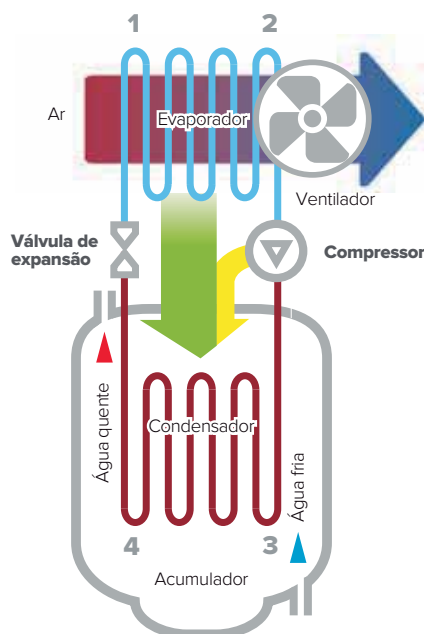 1
2
Ar
Evaporador
Ventilador
Válvula de
expansão
Compressor
Água quente
Condensador
Água fria
4
3
Acumulador